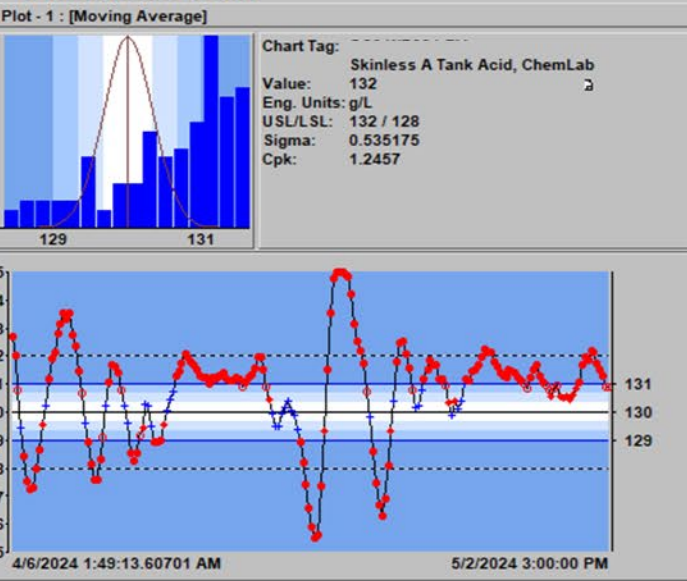 Plot - 1 : [Moving Average]
Chart Tag:
Skinless A Tank Acid, ChemLab
Value: 132
Eng. Units: g/L
USL/LSL: 132 / 128
Sigma: 0.535175
Cpk: 1.2457
129 131
131
130
129
4/6/2024 1:49:13.60701 AM 5/2/2024 3:00:00 PM